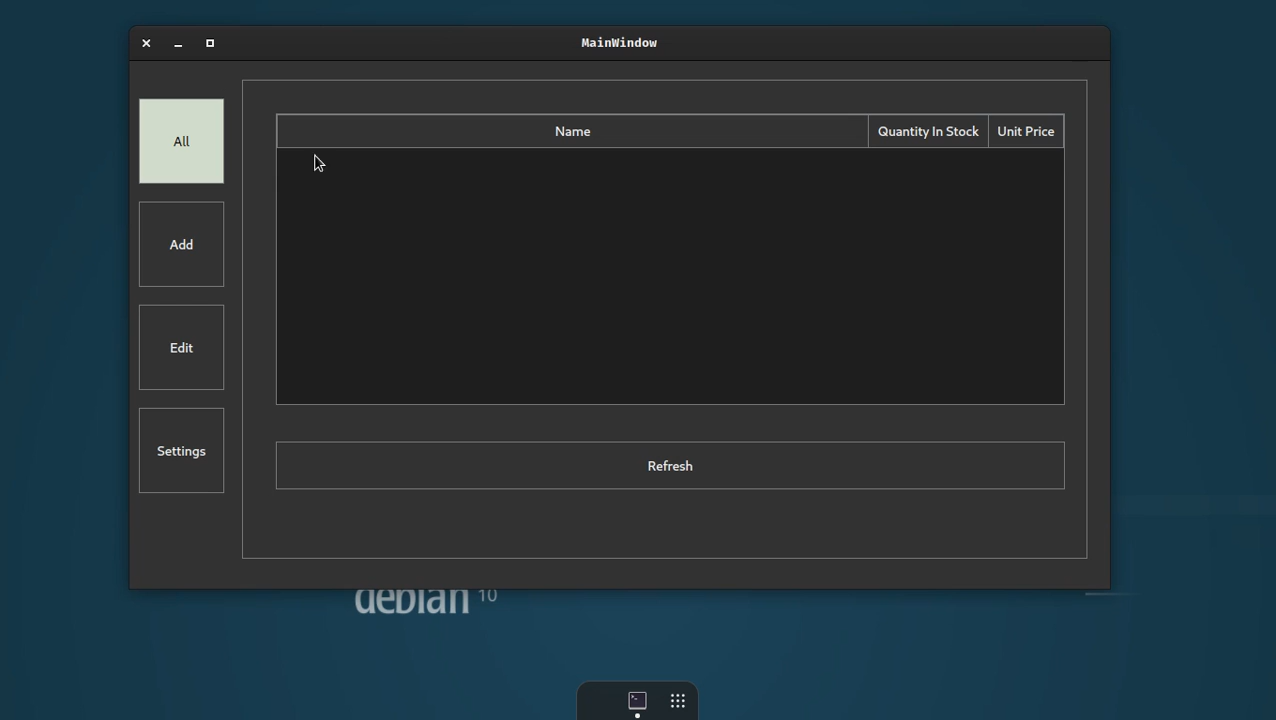 MainWindow
All
Name Quantity In Stock Unit Price
Add
Edit
Settings
Refresh
debian 10